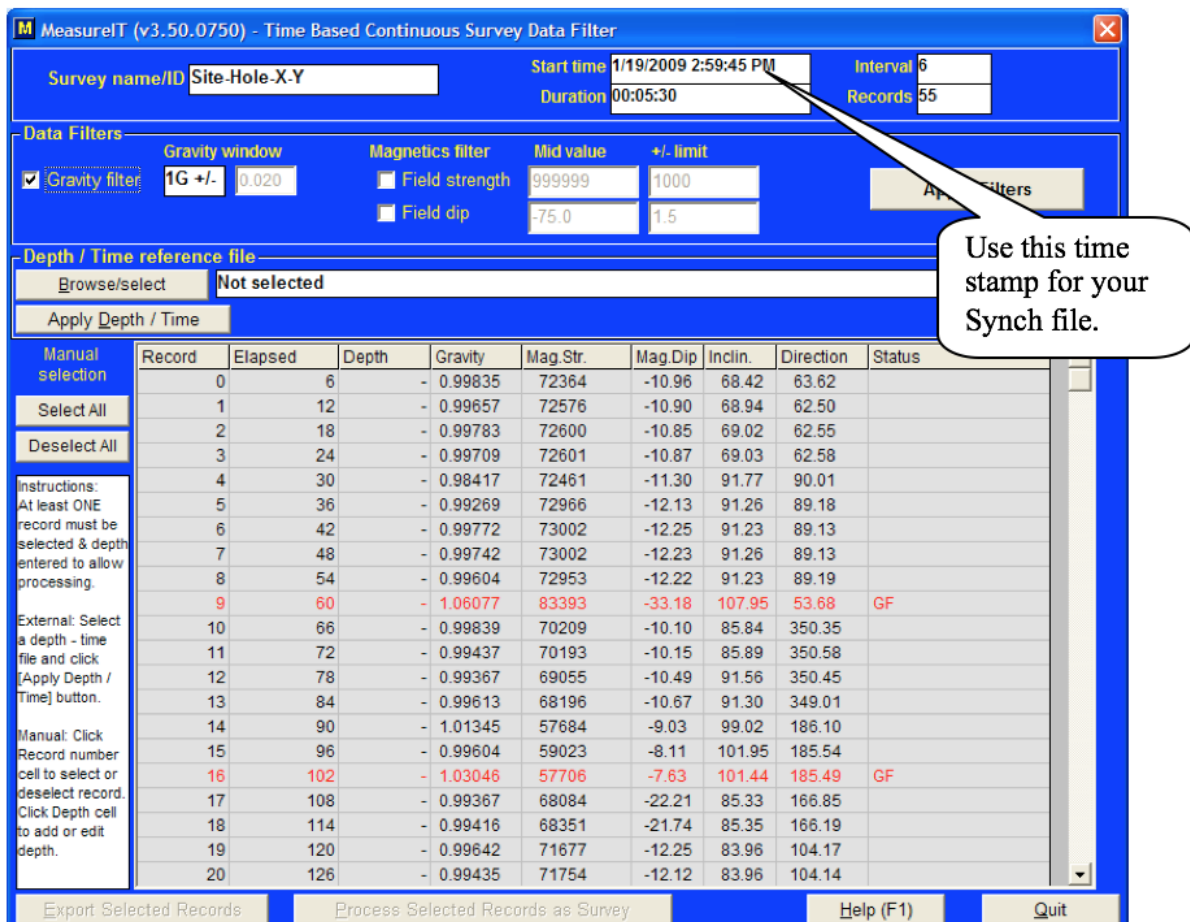 M MeasureIT (v3.50.0750) - Time Based Continuous Survey Data Filter
Survey name/ID Site-Hole-X-Y
Start time 1/19/2009 2:59:45 PM
Interval 6
Duration 00:05:30
Records 55
Data Filters
Gravity window
Magnetics filter Mid value +/- limit
Gravity filter 1G +/- 0.020
Field strength 999999 1000
Field dip -75.0 1.5
Filters
Use this time
stamp for your
Synch file.
Depth / Time reference file
Browse/select Not selected
Apply Depth / Time
Manual
selection
Select All
Deselect All
Instructions:
At least ONE
record must be
selected & depth
entered to allow
processing.
External: Select
a depth - time
file and click
[Apply Depth /
Time] button.
Manual: Click
Record number
cell to select or
deselect record.
Click Depth cell
to add or edit
depth.
Record Elapsed Depth Gravity Mag.Str. Mag.Dip Inclin. Direction Status
0 6 - 0.99835 72364 -10.96 68.42 63.62
1 12 - 0.99657 72576 -10.90 68.94 62.50
2 18 - 0.99783 72600 -10.85 69.02 62.55
3 24 - 0.99709 72601 -10.87 69.03 62.58
4 30 - 0.98417 72461 -11.30 91.77 90.01
5 36 - 0.99269 72966 -12.13 91.26 89.18
6 42 - 0.99772 73002 -12.25 91.23 89.13
7 48 - 0.99742 73002 -12.23 91.26 89.13
8 54 - 0.99604 72953 -12.22 91.23 89.19
9 60 - 1.06077 83393 -33.18 107.95 53.68 GF
10 66 - 0.99839 70209 -10.10 85.84 350.35
11 72 - 0.99437 70193 -10.15 85.89 350.58
12 78 - 0.99367 69055 -10.49 91.56 350.45
13 84 - 0.99613 68196 -10.67 91.30 349.01
14 90 - 1.01345 57684 -9.03 99.02 186.10
15 96 - 0.99604 59023 -8.11 101.95 185.54
16 102 - 1.03046 57706 -7.63 101.44 185.49 GF
17 108 - 0.99367 68084 -22.21 85.33 166.85
18 114 - 0.99416 68351 -21.74 85.35 166.19
19 120 - 0.99642 71677 -12.25 83.96 104.17
20 126 - 0.99435 71754 -12.12 83.96 104.14
Export Selected Records
Process Selected Records as Survey
Help (F1)
Quit